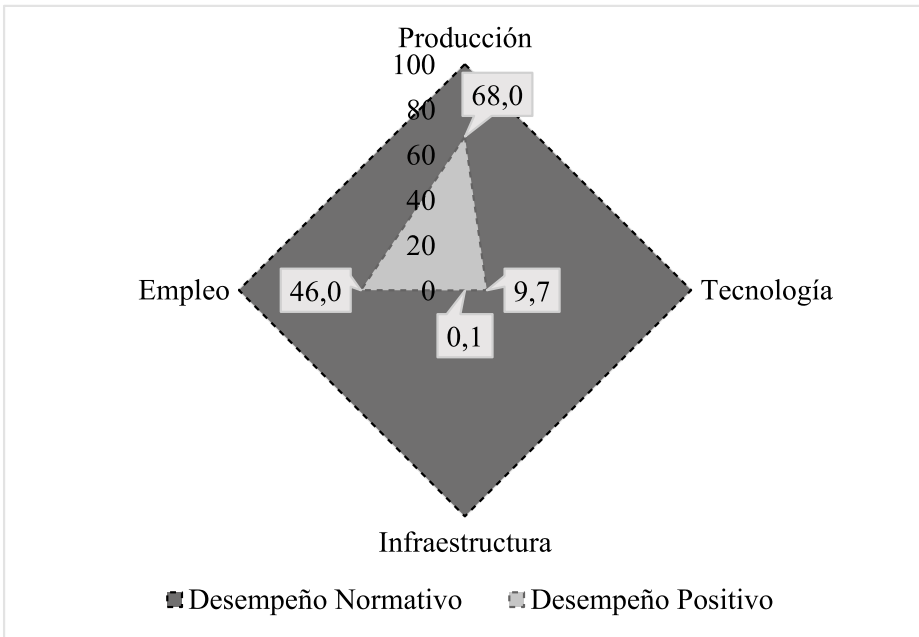 Producción
100
68,0
80
60
40
20
Empleo
46,0
0
9,7
Tecnología
0,1
Infraestructura
Desempeño Normativo
Desempeño Positivo